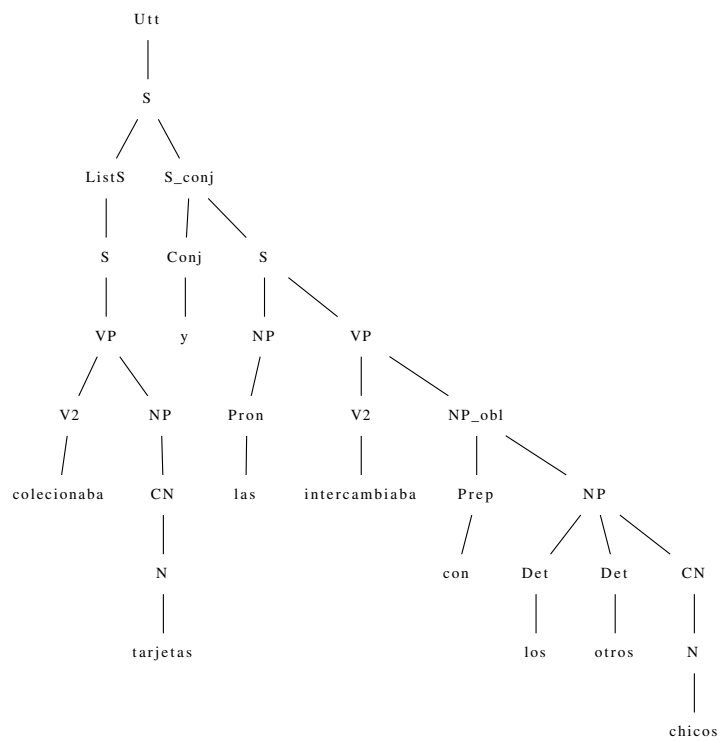 Utt
S
ListS S_conj
S Conj S
VP y NP VP
V2 NP Pron V2 NP_obl
colecionaba CN las intercambiaba Prep NP
N con Det Det CN
tarjetas los otros N
chicos